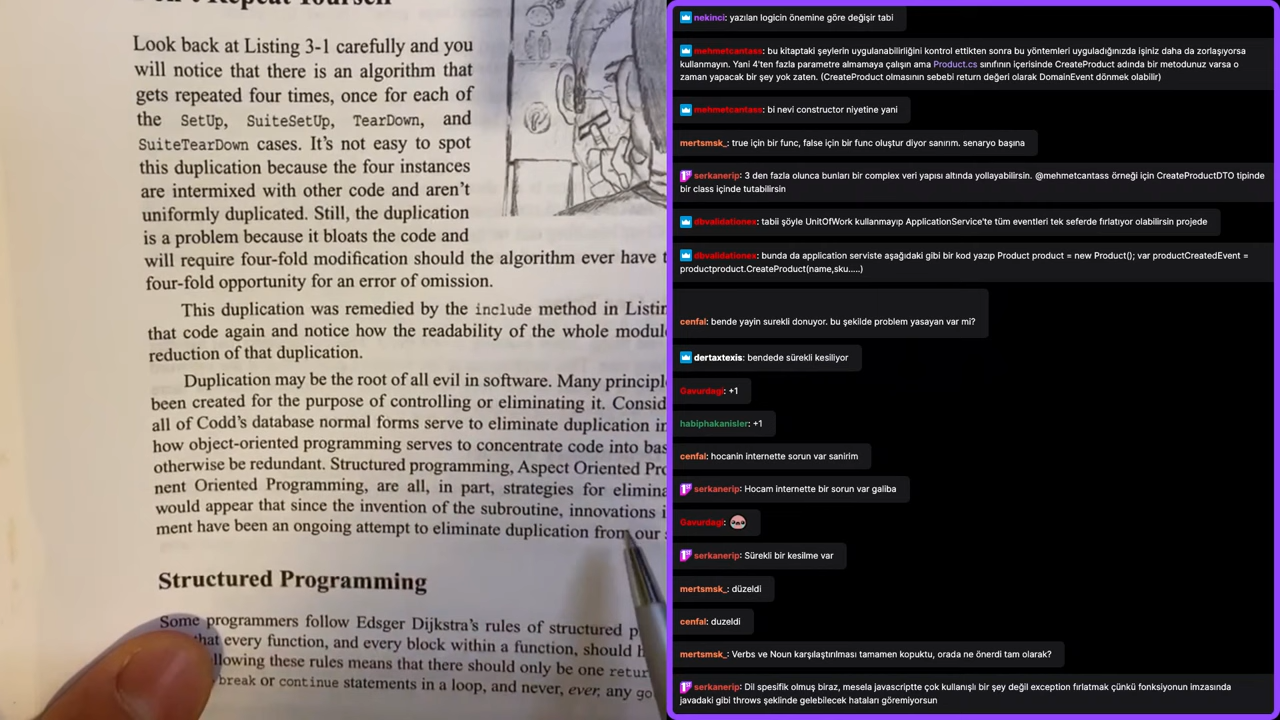 Don't Repeat Yourself
Look back at Listing 3-1 carefully and you
will notice that there is an algorithm that
gets repeated four times, once for each of
the SetUp, SuiteSetUp, TearDown, and
SuiteTearDown cases. It's not easy to spot
this duplication because the four instances
are intermixed with other code and aren't
uniformly duplicated. Still, the duplication
is a problem because it bloats the code and
will require four-fold modification should the algorithm ever have t
four-fold opportunity for an error of omission.
This duplication was remedied by the include method in Listin
that code again and notice how the readability of the whole modul
reduction of that duplication.
Duplication may be the root of all evil in software. Many principle
been created for the purpose of controlling or eliminating it. Consid
all of Codd's database normal forms serve to eliminate duplication in
how object-oriented programming serves to concentrate code into bas
otherwise be redundant. Structured programming, Aspect Oriented Pro
nent Oriented Programming, are all, in part, strategies for elimina
would appear that since the invention of the subroutine, innovations i
ment have been an ongoing attempt to eliminate duplication from our s
Structured Programming
Some programmers follow Edsger Dijkstra's rules of structured p
that every function, and every block within a function, should h
llowing these rules means that there should only be one retur
break or continue statements in a loop, and never, ever, any go
nekinci: yazılan logicin önemine göre değişir tabi
mehmetcantass: bu kitaptaki şeylerin uygulanabilirliğini kontrol ettikten sonra bu yöntemleri uyguladığınızda işiniz daha da zorlaşıyorsa
kullanmayın. Yani 4'ten fazla parametre almamaya çalışın ama Product.cs sınıfının içerisinde CreateProduct adında bir metodunuz varsa o
zaman yapacak bir şey yok zaten. (CreateProduct olmasının sebebi return değeri olarak DomainEvent dönmek olabilir)
mehmetcantass: bi nevi constructor niyetine yani
mertsmsk_: true için bir func, false için bir func oluştur diyor sanırım. senaryo başına
serkanerip: 3 den fazla olunca bunları bir complex veri yapısı altında yollayabilirsin. @mehmetcantass örneği için CreateProductDTO tipinde
bir class içinde tutabilirsin
dbvalidationex: tabii şöyle UnitOfWork kullanmayıp ApplicationService'te tüm eventleri tek seferde fırlatıyor olabilirsin projede
dbvalidationex: bunda da application serviste aşağıdaki gibi bir kod yazıp Product product = new Product(); var productCreatedEvent =
productproduct.CreateProduct(name,sku.....)
cenfal: bende yayin surekli donuyor. bu şekilde problem yasayan var mi?
dertaxtexis: bendede sürekli kesiliyor
Gavurdagi: +1
habiphakanisler: +1
cenfal: hocanin internette sorun var sanirim
serkanerip: Hocam internette bir sorun var galiba
Gavurdagi:
serkanerip: Sürekli bir kesilme var
mertsmsk_: düzeldi
cenfal: duzeldi
mertsmsk_: Verbs ve Noun karşılaştırılması tamamen kopuktu, orada ne önerdi tam olarak?
serkanerip: Dil spesifik olmuş biraz, mesela javascriptte çok kullanışlı bir şey değil exception fırlatmak çünkü fonksiyonun imzasında
javadaki gibi throws şeklinde gelebilecek hataları göremiyorsun